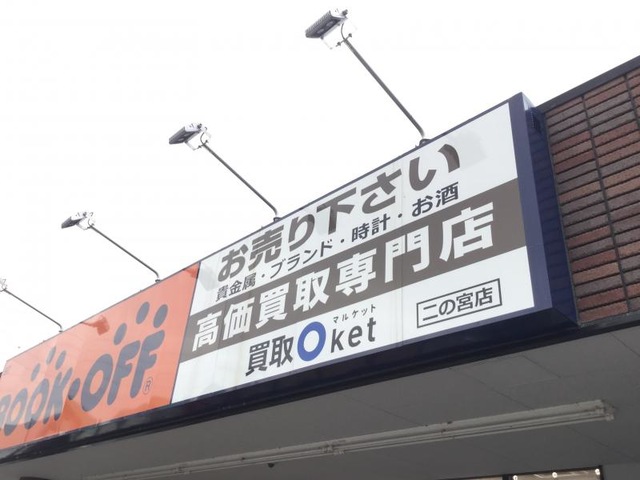 お売り下さい
貴金属・ブランド・時計・お酒
高価買取専門店
マルケット
買取Oket
二の宮店
BOOK・OFF®